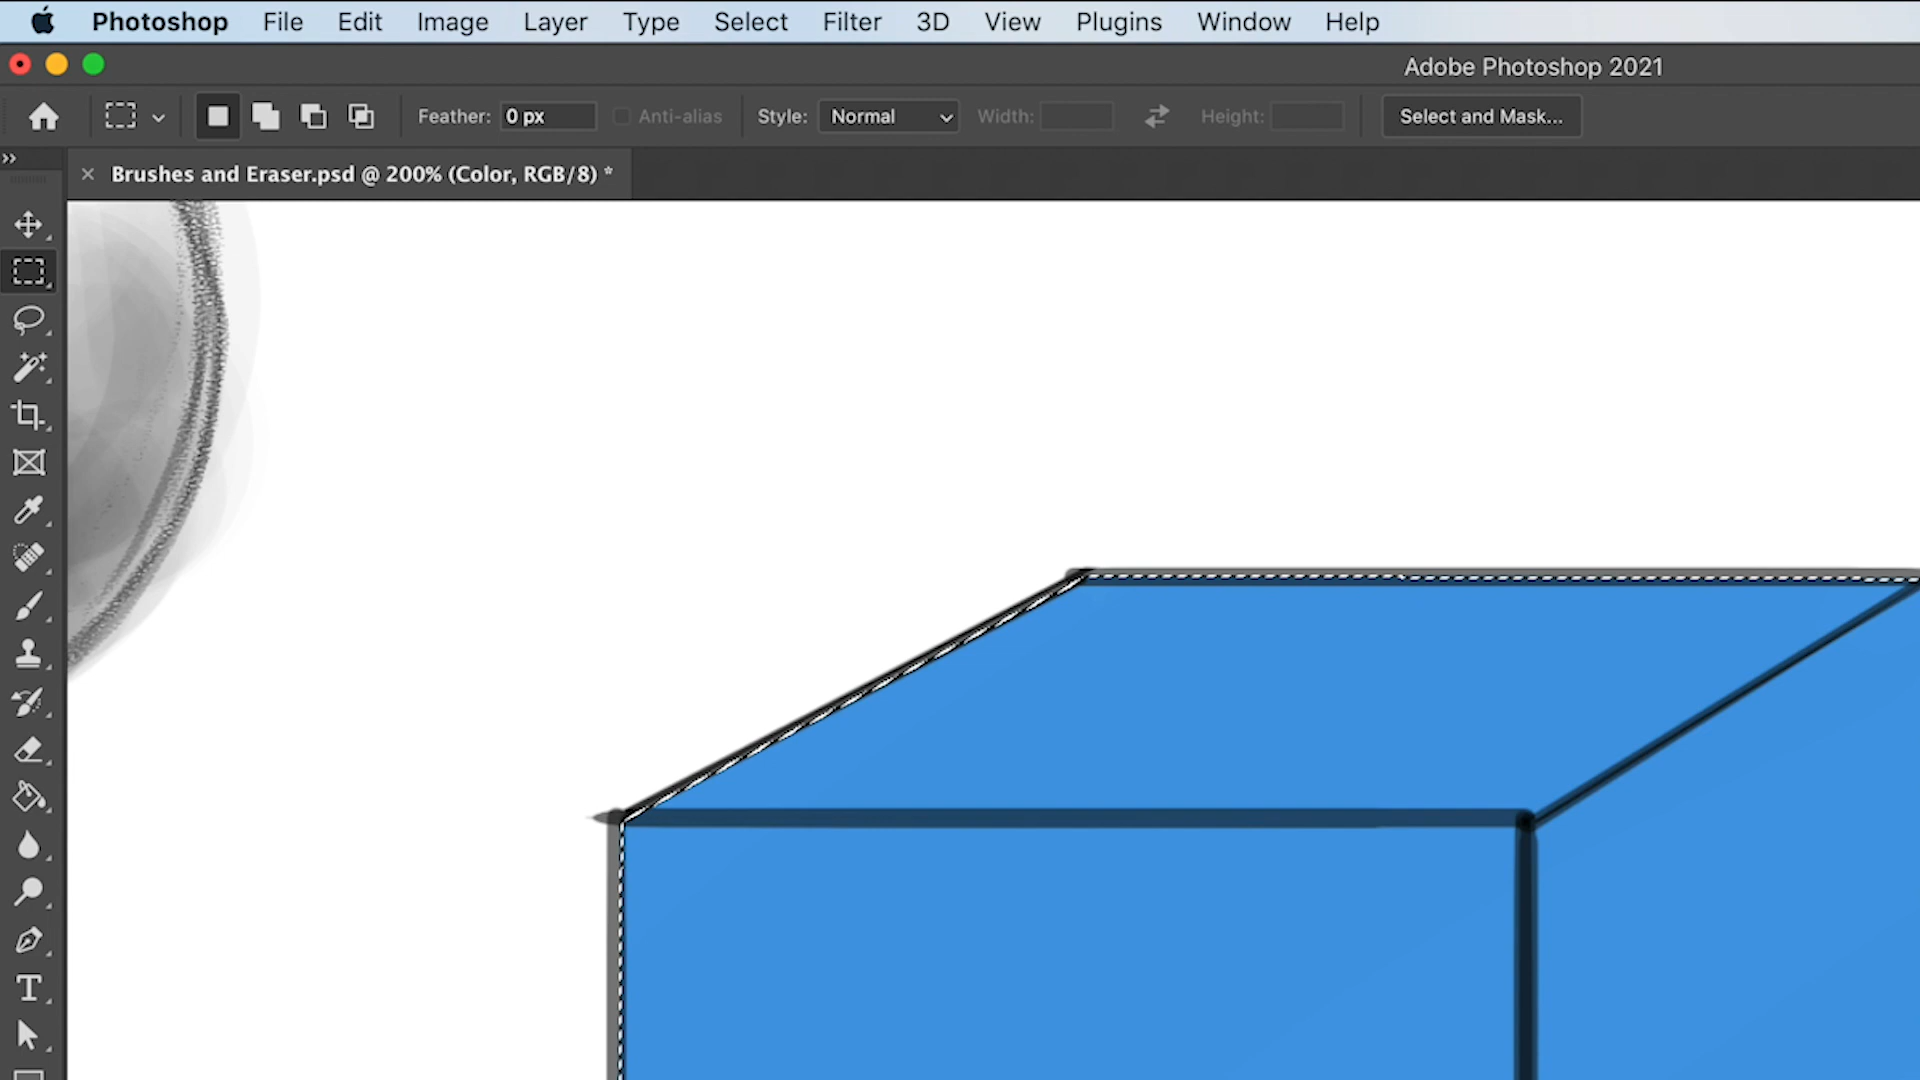 Photoshop File Edit Image Layer Type Select Filter 3D View Plugins Window Help
Adobe Photoshop 2021
Feather: 0 px Anti-alias Style: Normal Width: Height: Select and Mask...
Brushes and Eraser.psd @ 200% (Color, RGB/8) *